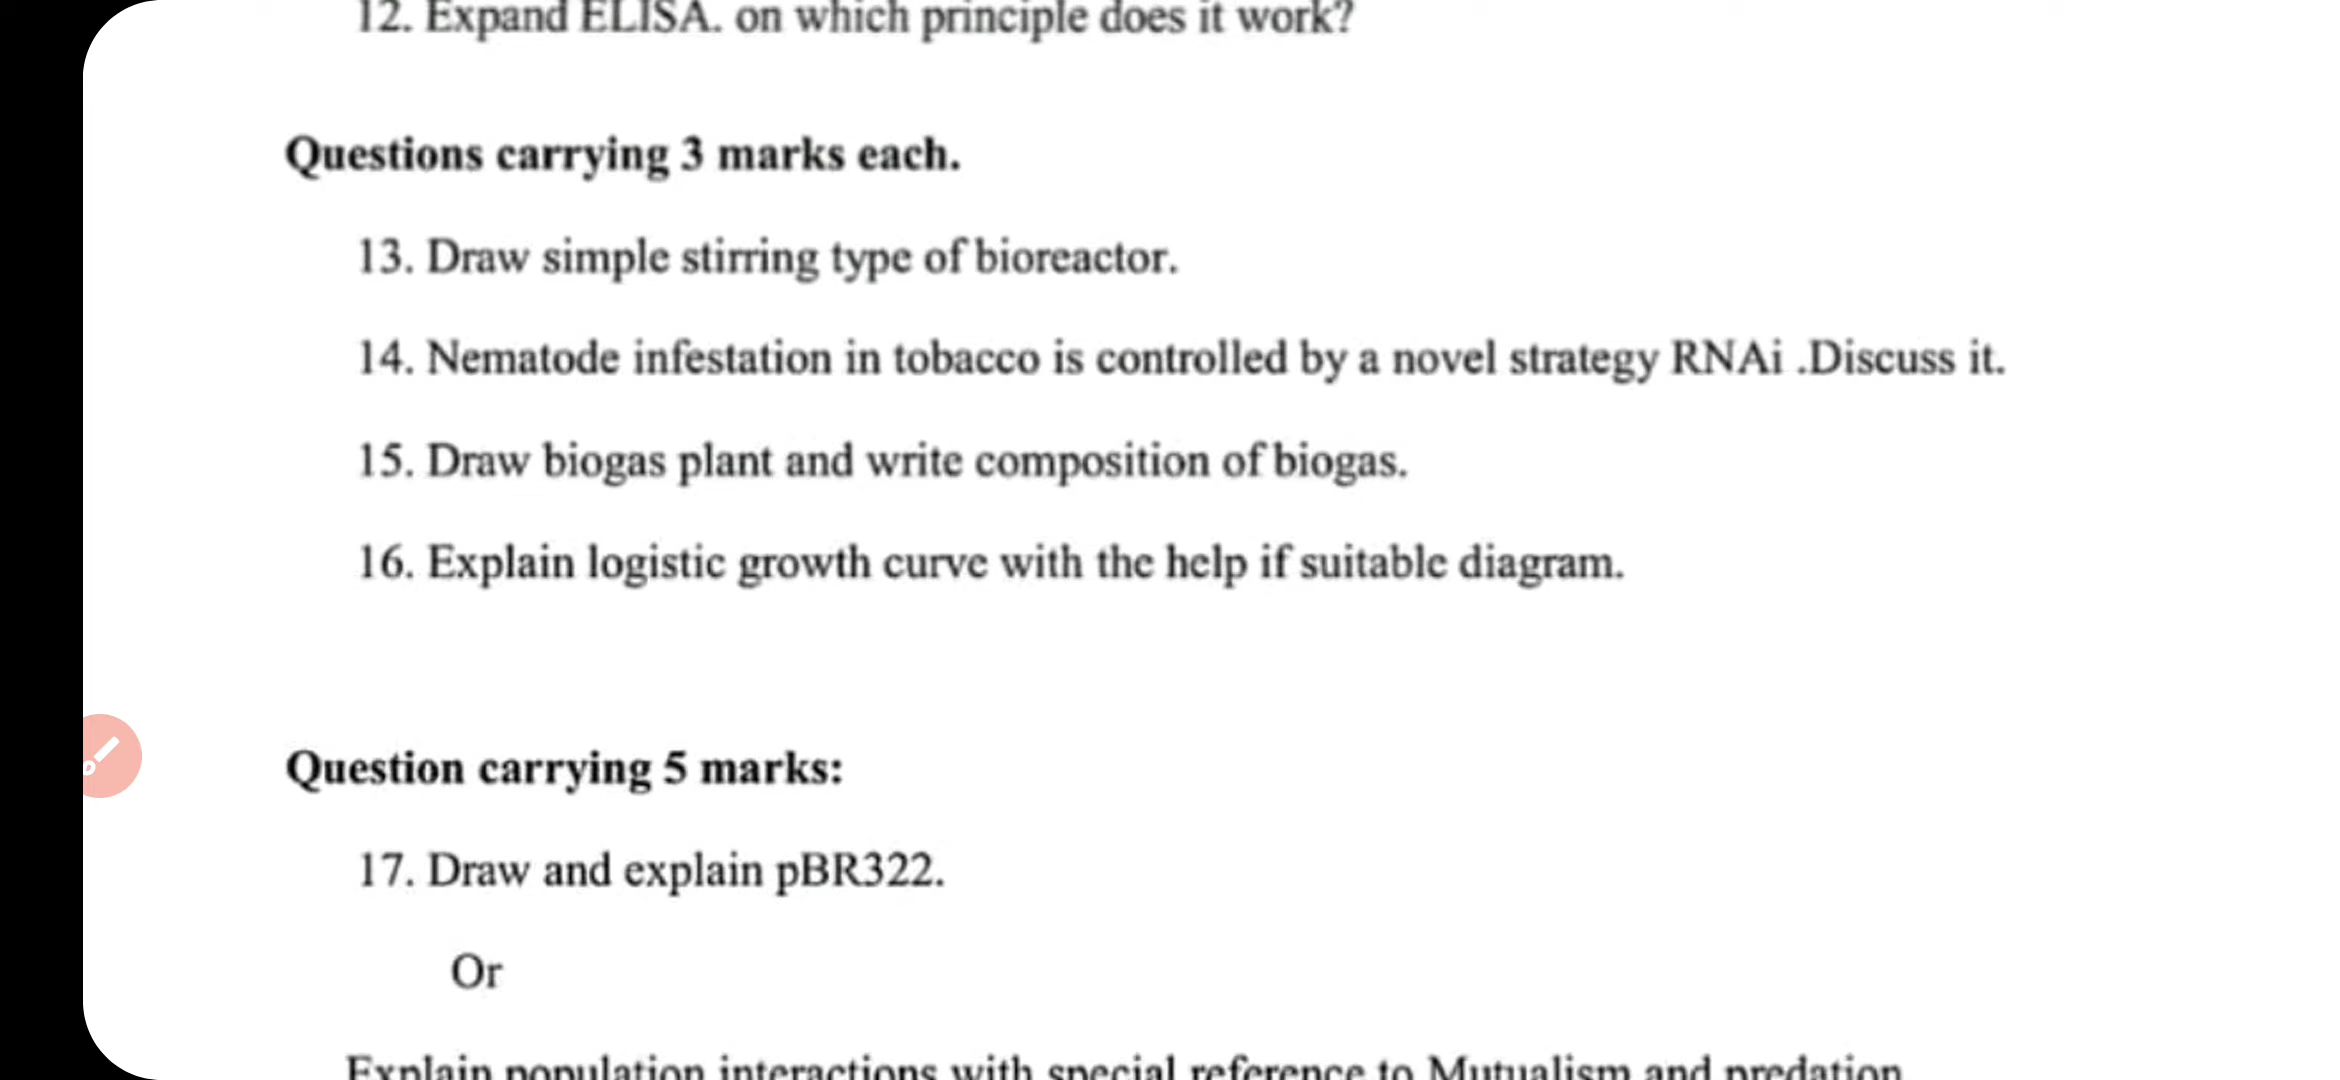 12. Expand ELISA. on which principle does it work?
Questions carrying 3 marks each.
13. Draw simple stirring type of bioreactor.
14. Nematode infestation in tobacco is controlled by a novel strategy RNAi .Discuss it.
15. Draw biogas plant and write composition of biogas.
16. Explain logistic growth curve with the help if suitable diagram.
Question carrying 5 marks:
17. Draw and explain pBR322.
Or
Explain population interactions with special reference to Mutualism and predation